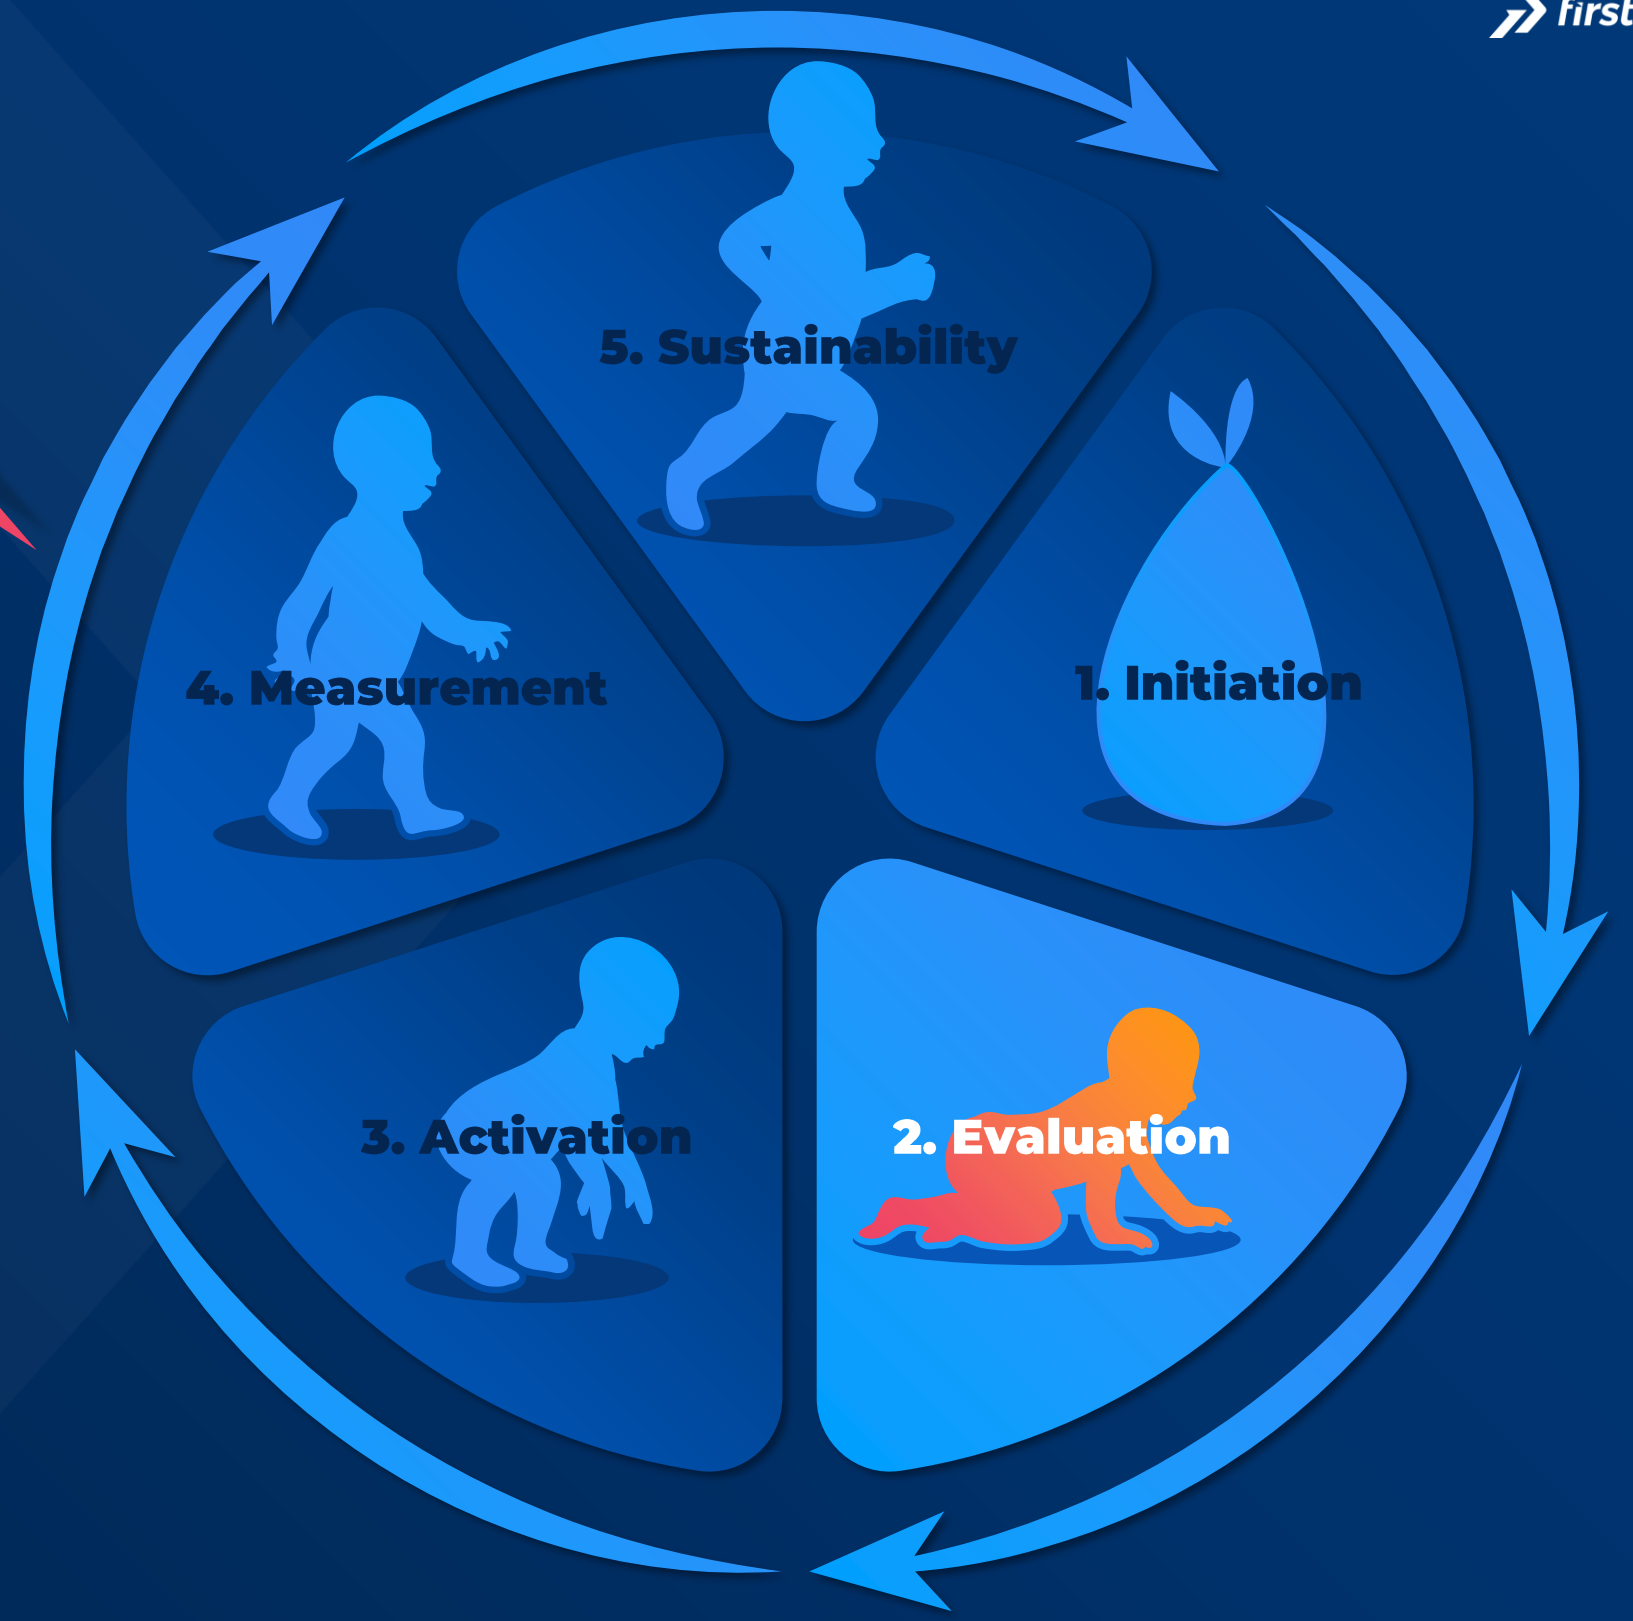 first
5. Sustainability
1. Initiation
4. Measurement
3. Activation
2. Evaluation